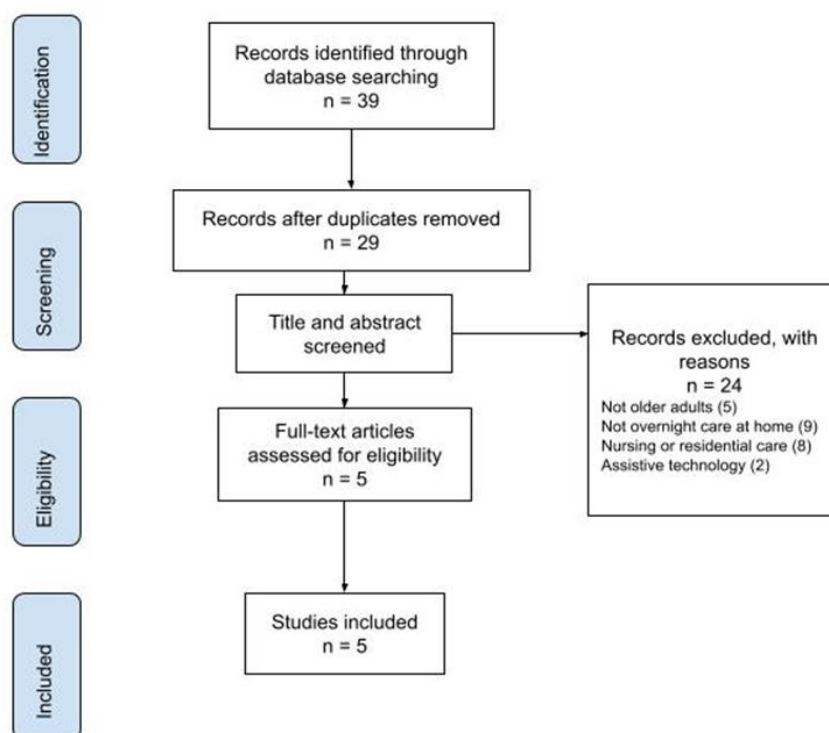 Identification
Records identified through
database searching
n = 39
Screening
Records after duplicates removed
n = 29
Title and abstract
screened
Records excluded, with
reasons
n = 24
Not older adults (5)
Not overnight care at home (9)
Nursing or residential care (8)
Assistive technology (2)
Eligibility
Full-text articles
assessed for eligibility
n = 5
Included
Studies included
n = 5